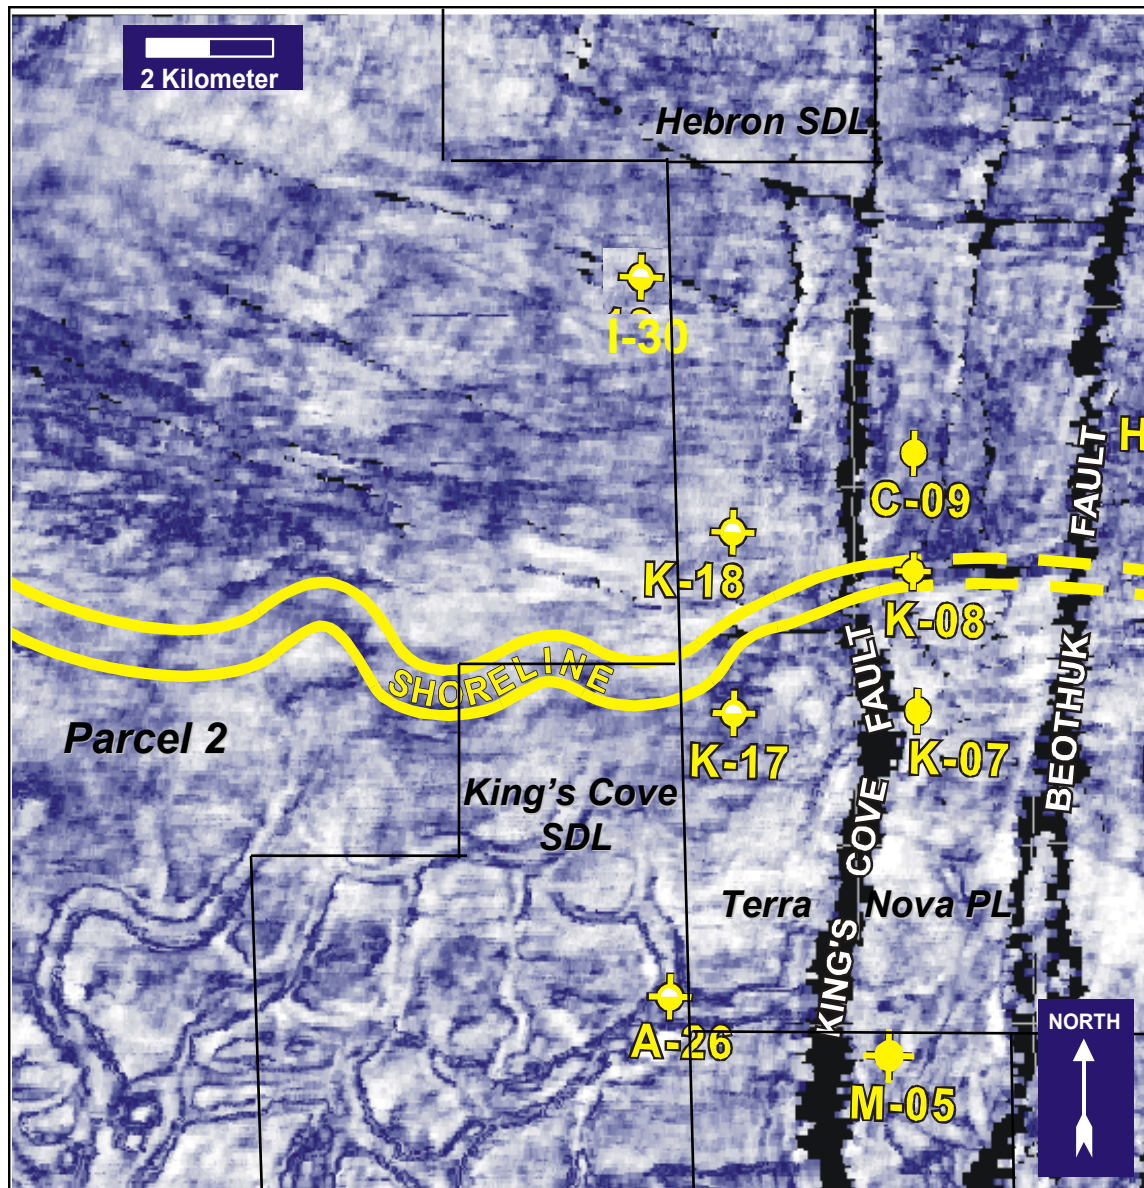 2 Kilometer
Hebron SDL
I-30
H
C-09
FAULT
K-18
K-08
SHORELINE
FAULT
BEOTHUK
Parcel 2
K-17
K-07
King's Cove
SDL
COVE
Terra Nova PL
KING'S
A-26
NORTH
M-05